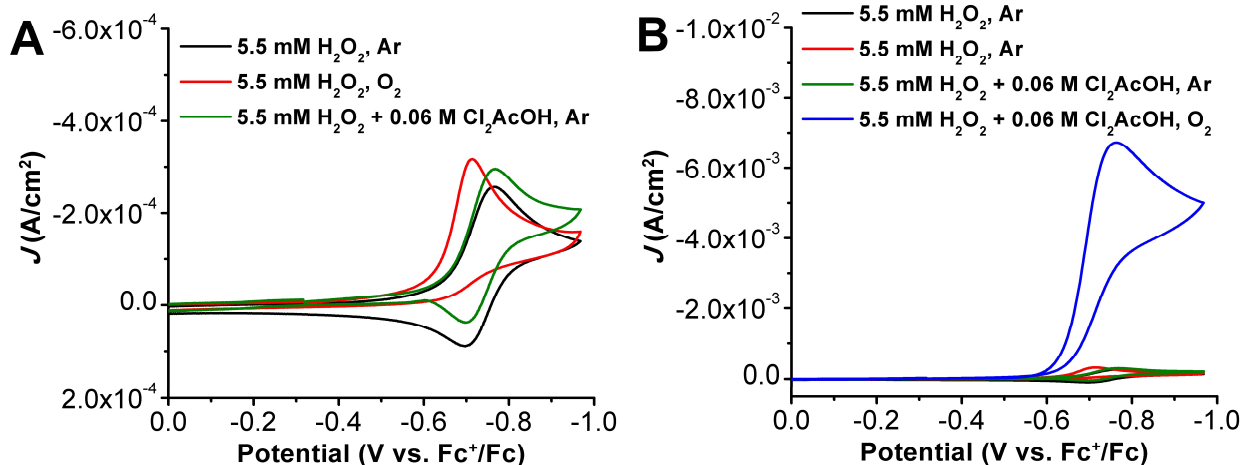 A
-6.0x10⁻⁴
-4.0x10⁻⁴
-2.0x10⁻⁴
0.0
2.0x10⁻⁴
J (A/cm²)
5.5 mM H₂O₂, Ar
5.5 mM H₂O₂, O₂
5.5 mM H₂O₂ + 0.06 M Cl₂AcOH, Ar
0.0 -0.2 -0.4 -0.6 -0.8 -1.0
Potential (V vs. Fc⁺/Fc)
B
-1.0x10⁻²
-8.0x10⁻³
-6.0x10⁻³
-4.0x10⁻³
-2.0x10⁻³
0.0
J (A/cm²)
5.5 mM H₂O₂, Ar
5.5 mM H₂O₂, Ar
5.5 mM H₂O₂ + 0.06 M Cl₂AcOH, Ar
5.5 mM H₂O₂ + 0.06 M Cl₂AcOH, O₂
0.0 -0.2 -0.4 -0.6 -0.8 -1.0
Potential (V vs. Fc⁺/Fc)